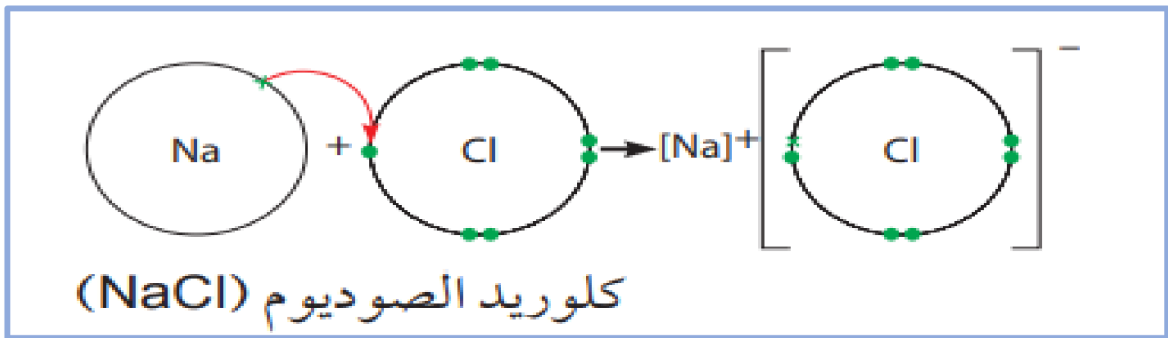 Na + Cl → [Na]+ [Cl]−
كلوريد الصوديوم (NaCl)